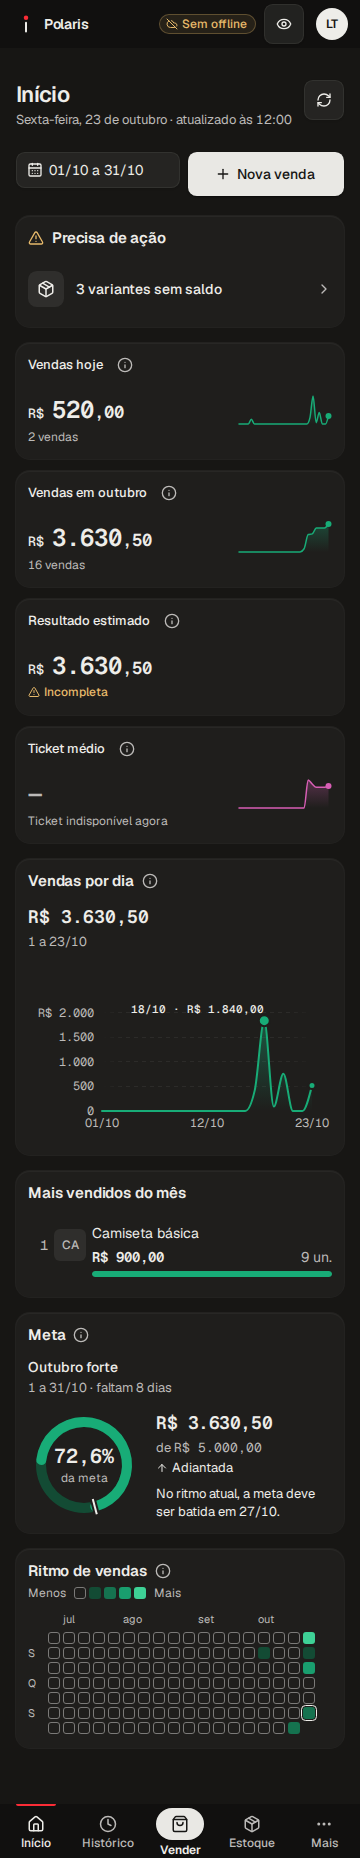 Polaris
Sem offline
LT
Início
Sexta-feira, 23 de outubro · atualizado às 12:00
01/10 a 31/10
Nova venda
Precisa de ação
3 variantes sem saldo
Vendas hoje
R$ 520,00
2 vendas
Vendas em outubro
R$ 3.630,50
16 vendas
Resultado estimado
R$ 3.630,50
Incompleta
Ticket médio
—
Ticket indisponível agora
Vendas por dia
R$ 3.630,50
1 a 23/10
18/10 · R$ 1.840,00
R$ 2.000
1.500
1.000
500
0
01/10 12/10 23/10
Mais vendidos do mês
Camiseta básica
1 CA
R$ 900,00 9 un.
Meta
Outubro forte
1 a 31/10 · faltam 8 dias
72,6%
da meta
R$ 3.630,50
de R$ 5.000,00
Adiantada
No ritmo atual, a meta deve
ser batida em 27/10.
Ritmo de vendas
Menos Mais
jul ago set out
S
Q
S
Início Histórico Vender Estoque Mais